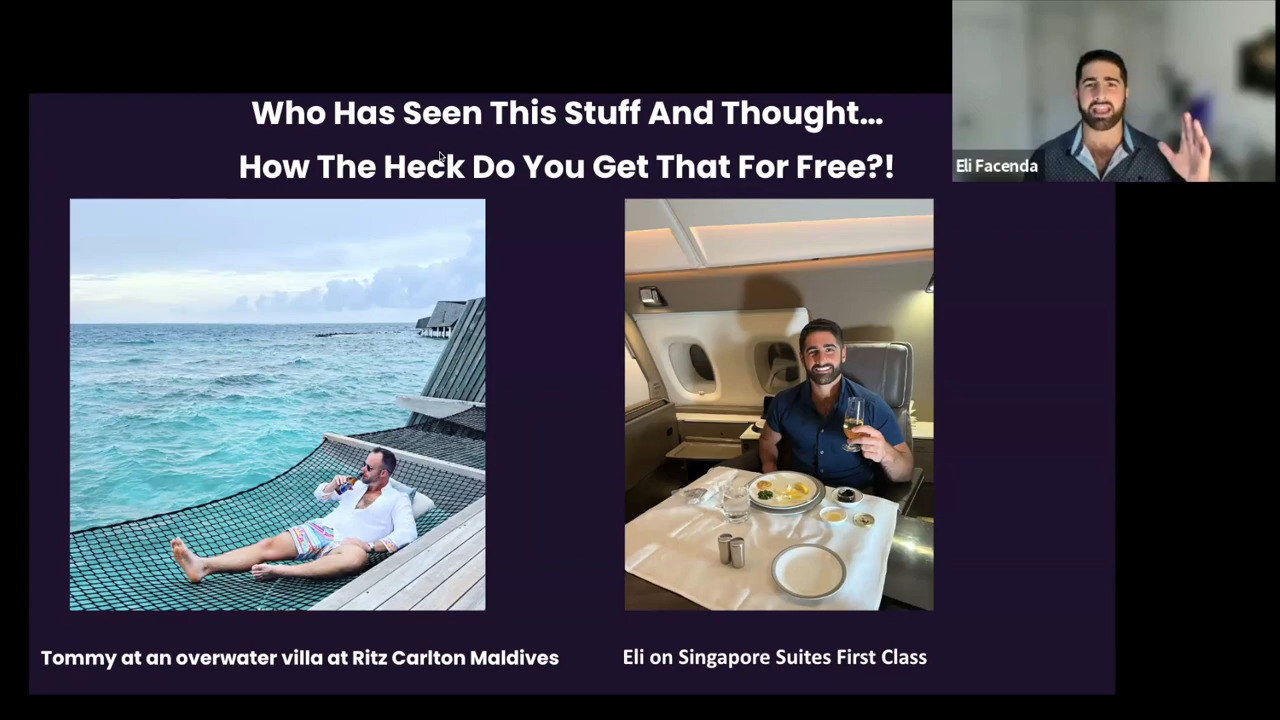 Who Has Seen This Stuff And Thought...
How The Heck Do You Get That For Free?!
Eli Facenda
Tommy at an overwater villa at Ritz Carlton Maldives
Eli on Singapore Suites First Class